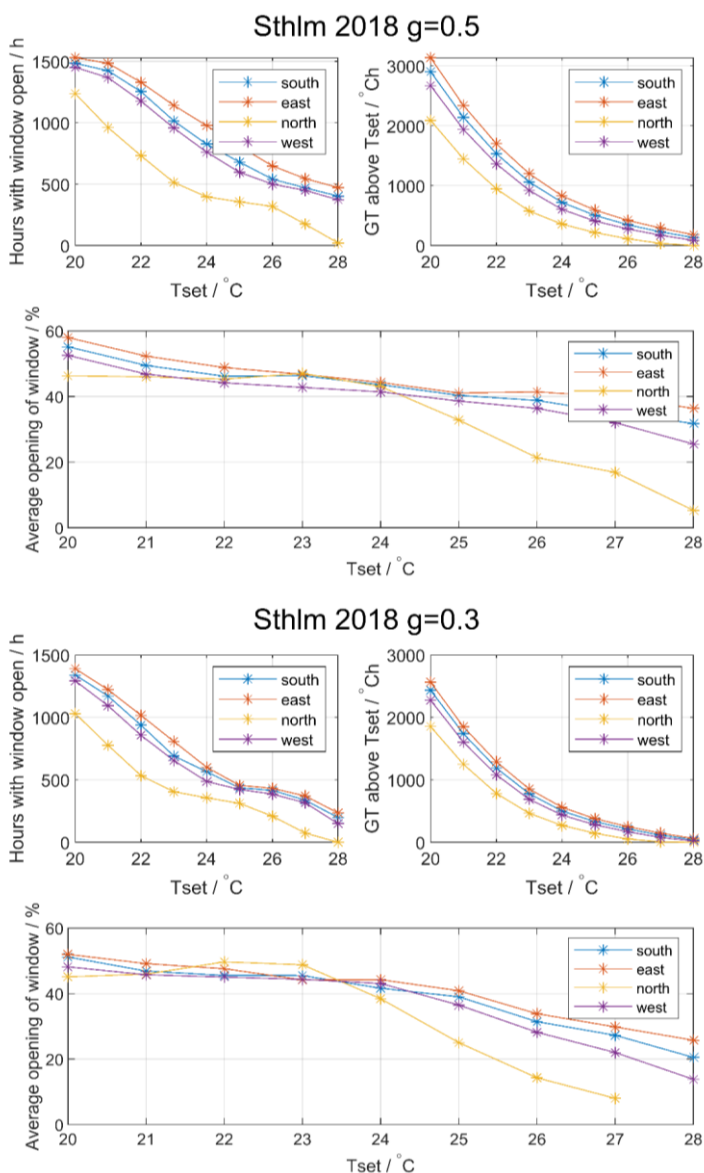 Sthlm 2018 g=0.5
Hours with window open / h
1500
1000
500
0
20 22 24 26 28
Tset / °C
south
east
north
west
GT above Tset / °Ch
3000
2000
1000
0
20 22 24 26 28
Tset / °C
south
east
north
west
Average opening of window / %
60
40
20
0
20 21 22 23 24 25 26 27 28
Tset / °C
south
east
north
west
Sthlm 2018 g=0.3
Hours with window open / h
1500
1000
500
0
20 22 24 26 28
Tset / °C
south
east
north
west
GT above Tset / °Ch
3000
2000
1000
0
20 22 24 26 28
Tset / °C
south
east
north
west
Average opening of window / %
60
40
20
0
20 21 22 23 24 25 26 27 28
Tset / °C
south
east
north
west